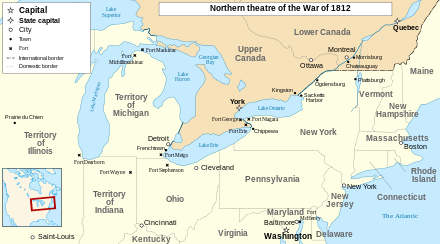 Northern theatre of the War of 1812
Capital
State capital
City
Town
Fort
International border
Domestic border
Lake Superior
Lake Michigan
Lake Huron
Georgian Bay
Lake Ontario
Lake Erie
The Atlantic
Lower Canada
Upper Canada
Quebec
Montreal
Ottawa
Morrisburg
Chateauguay
Plattsburgh
Ogdensburg
Kingston
Sackets Harbor
York
Fort George
Fort Niagara
Fort Erie
Chippewa
Fort Mackinac
Fort Michilimackinac
Maine
Vermont
New Hampshire
Massachusetts
Boston
Rhode Island
Connecticut
New York
New York
New Jersey
Pennsylvania
Maryland
Fort McHenry
Baltimore
Washington
Delaware
Virginia
Ohio
Cleveland
Cincinnati
Kentucky
Territory of Michigan
Detroit
Frenchtown
Fort Meigs
Fort Stephenson
Fort Dearborn
Fort Wayne
Territory of Indiana
Territory of Illinois
Prairie du Chien
Saint-Louis